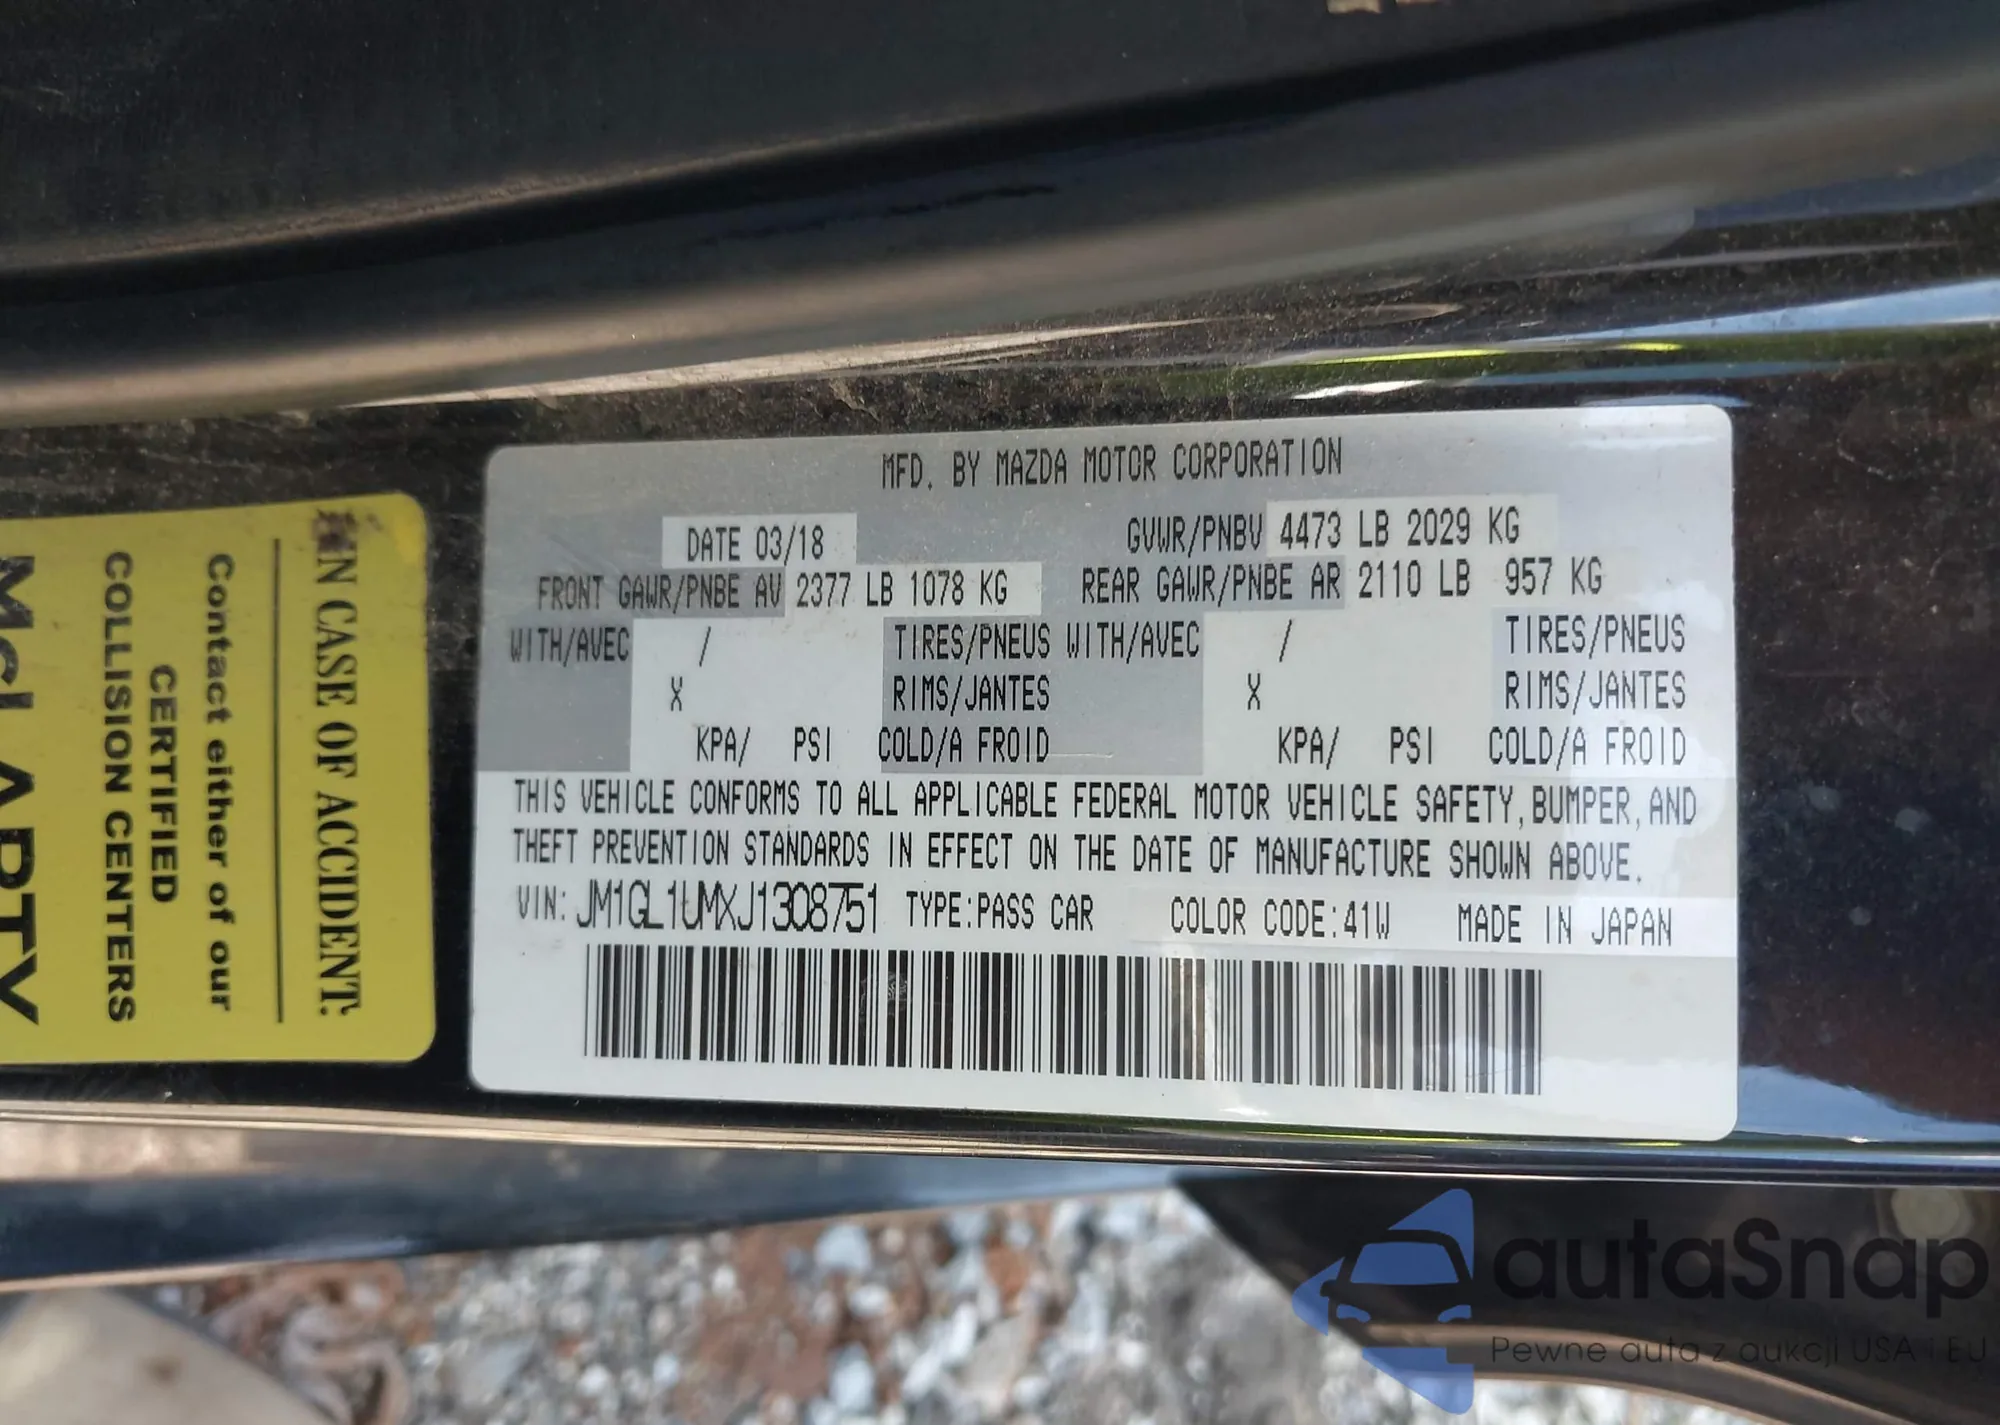 MFD. BY MAZDA MOTOR CORPORATION
DATE 03/18 GVWR/PNBV 4473 LB 2029 KG
FRONT GAWR/PNBE AV 2377 LB 1078 KG REAR GAWR/PNBE AR 2110 LB 957 KG
WITH/AVEC / TIRES/PNEUS WITH/AVEC / TIRES/PNEUS
X RIMS/JANTES X RIMS/JANTES
KPA/ PSI COLD/A FROID KPA/ PSI COLD/A FROID
THIS VEHICLE CONFORMS TO ALL APPLICABLE FEDERAL MOTOR VEHICLE SAFETY, BUMPER, AND
THEFT PREVENTION STANDARDS IN EFFECT ON THE DATE OF MANUFACTURE SHOWN ABOVE.
VIN: JM1GL1UMXJ1308751 TYPE:PASS CAR COLOR CODE:41W MADE IN JAPAN
IN CASE OF ACCIDENT:
Contact either of our
CERTIFIED
COLLISION CENTERS
McLARTY
autaSnap
Pewne auta z aukcji USA i EU